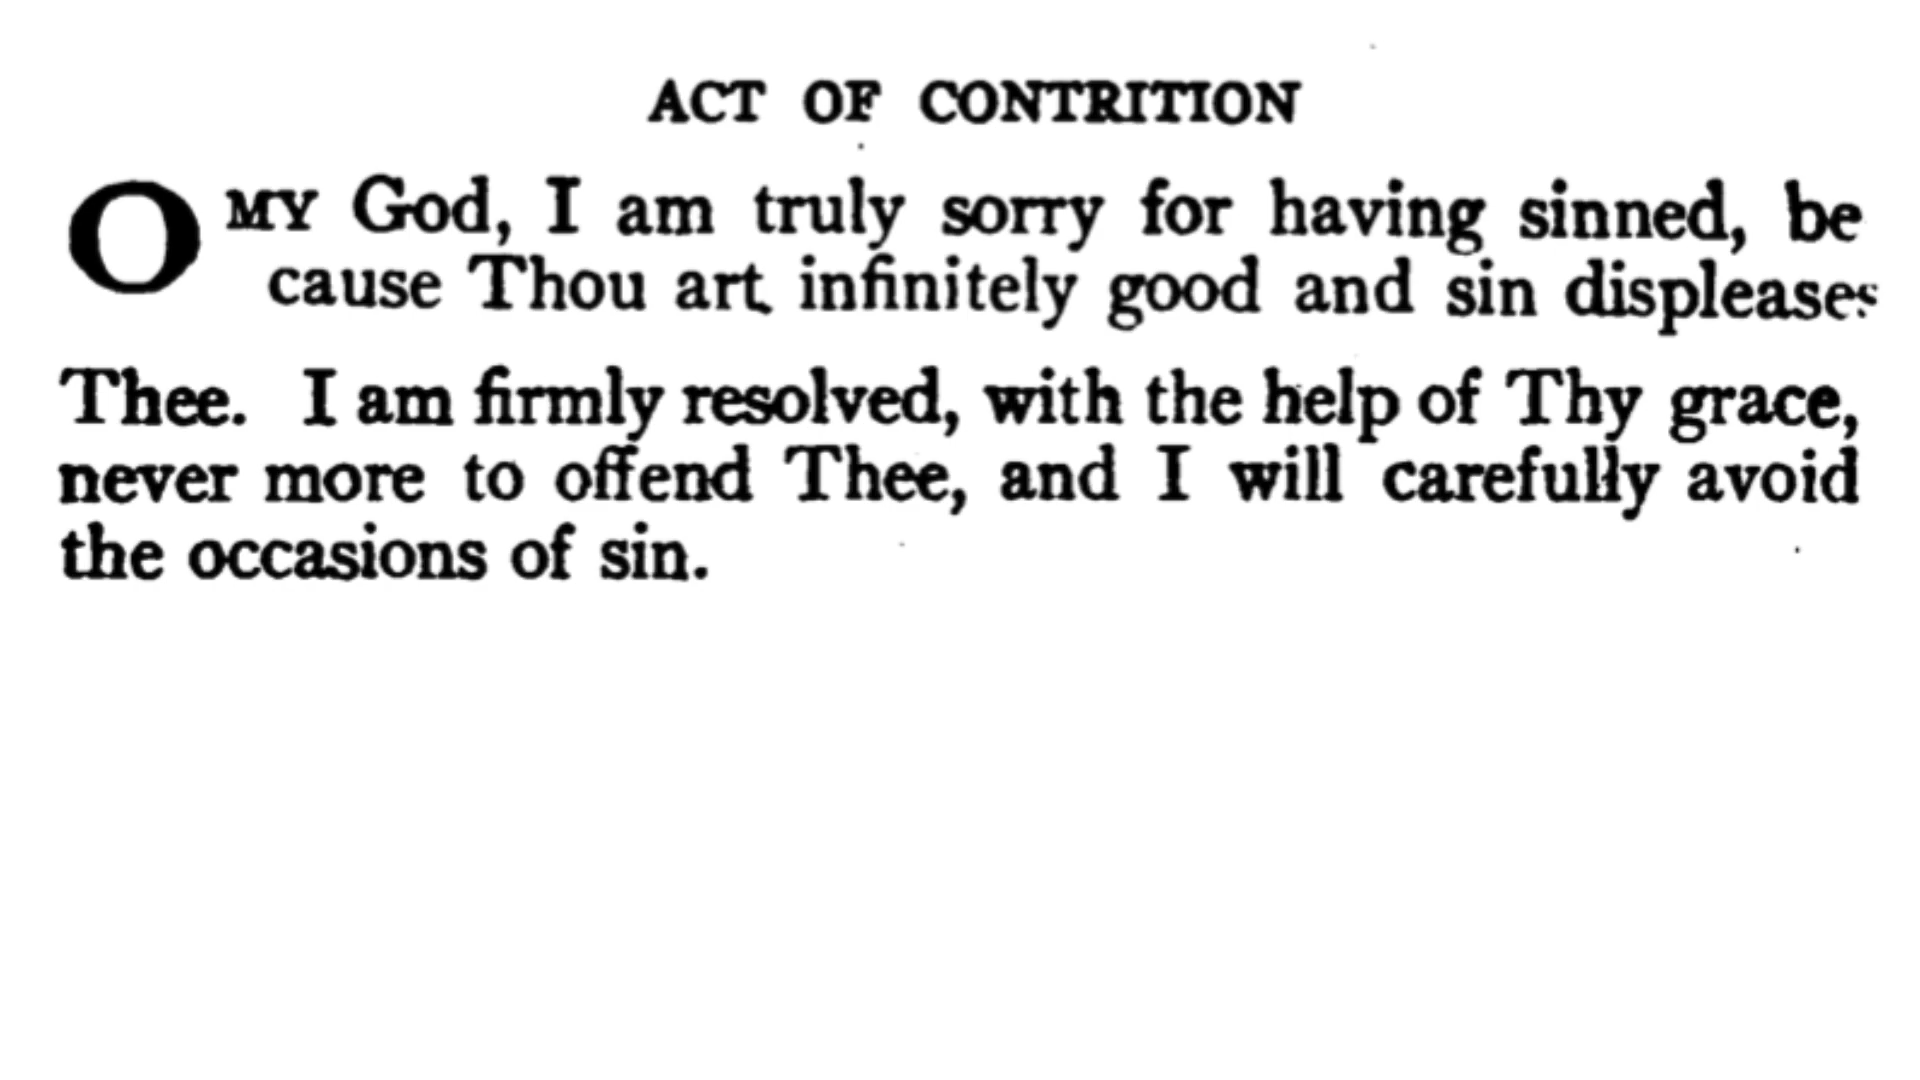 ACT OF CONTRITION
O MY God, I am truly sorry for having sinned, be
cause Thou art infinitely good and sin displeases
Thee. I am firmly resolved, with the help of Thy grace,
never more to offend Thee, and I will carefully avoid
the occasions of sin.